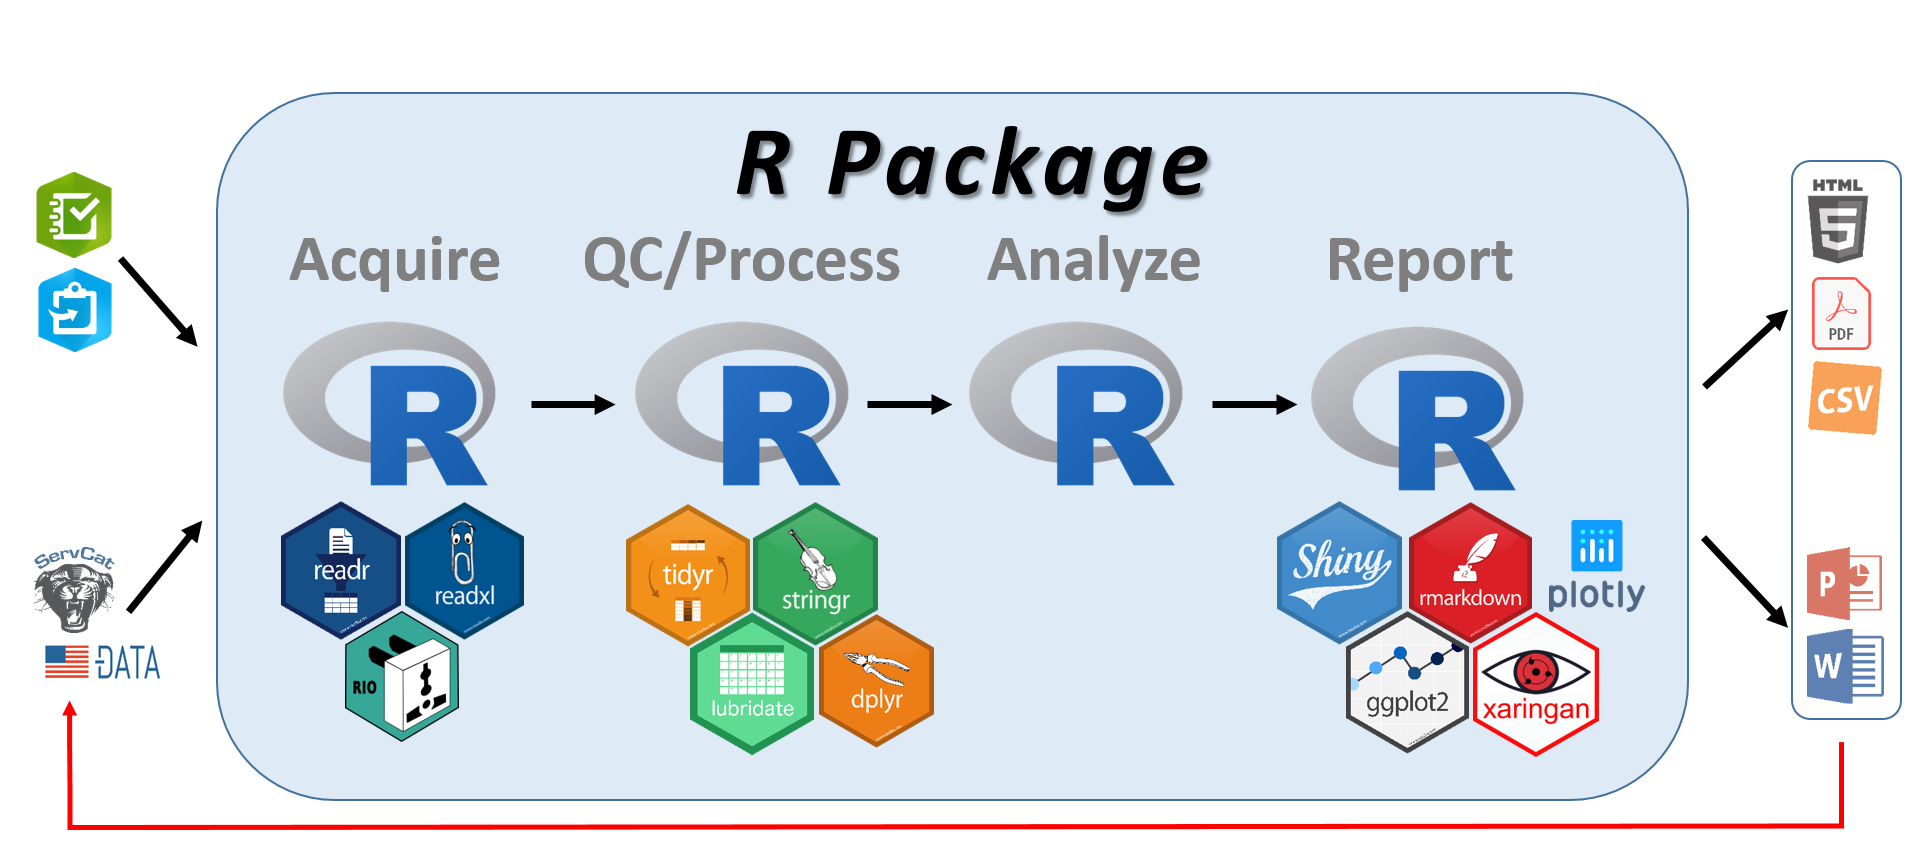 R Package
Acquire
QC/Process
Analyze
Report
R
R
R
R
readr
readxl
RIO
tidyr
stringr
lubridate
dplyr
Shiny
rmarkdown
plotly
ggplot2
xaringan
ServCat
DATA
HTML
5
PDF
CSV
P
W